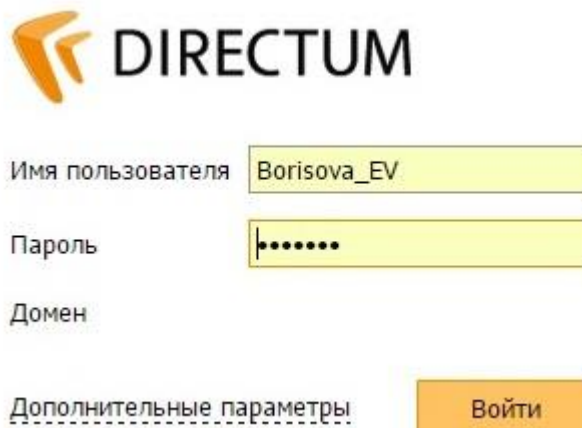 DIRECTUM
Имя пользователя Borisova_EV
Пароль •••••••
Домен
Дополнительные параметры Войти